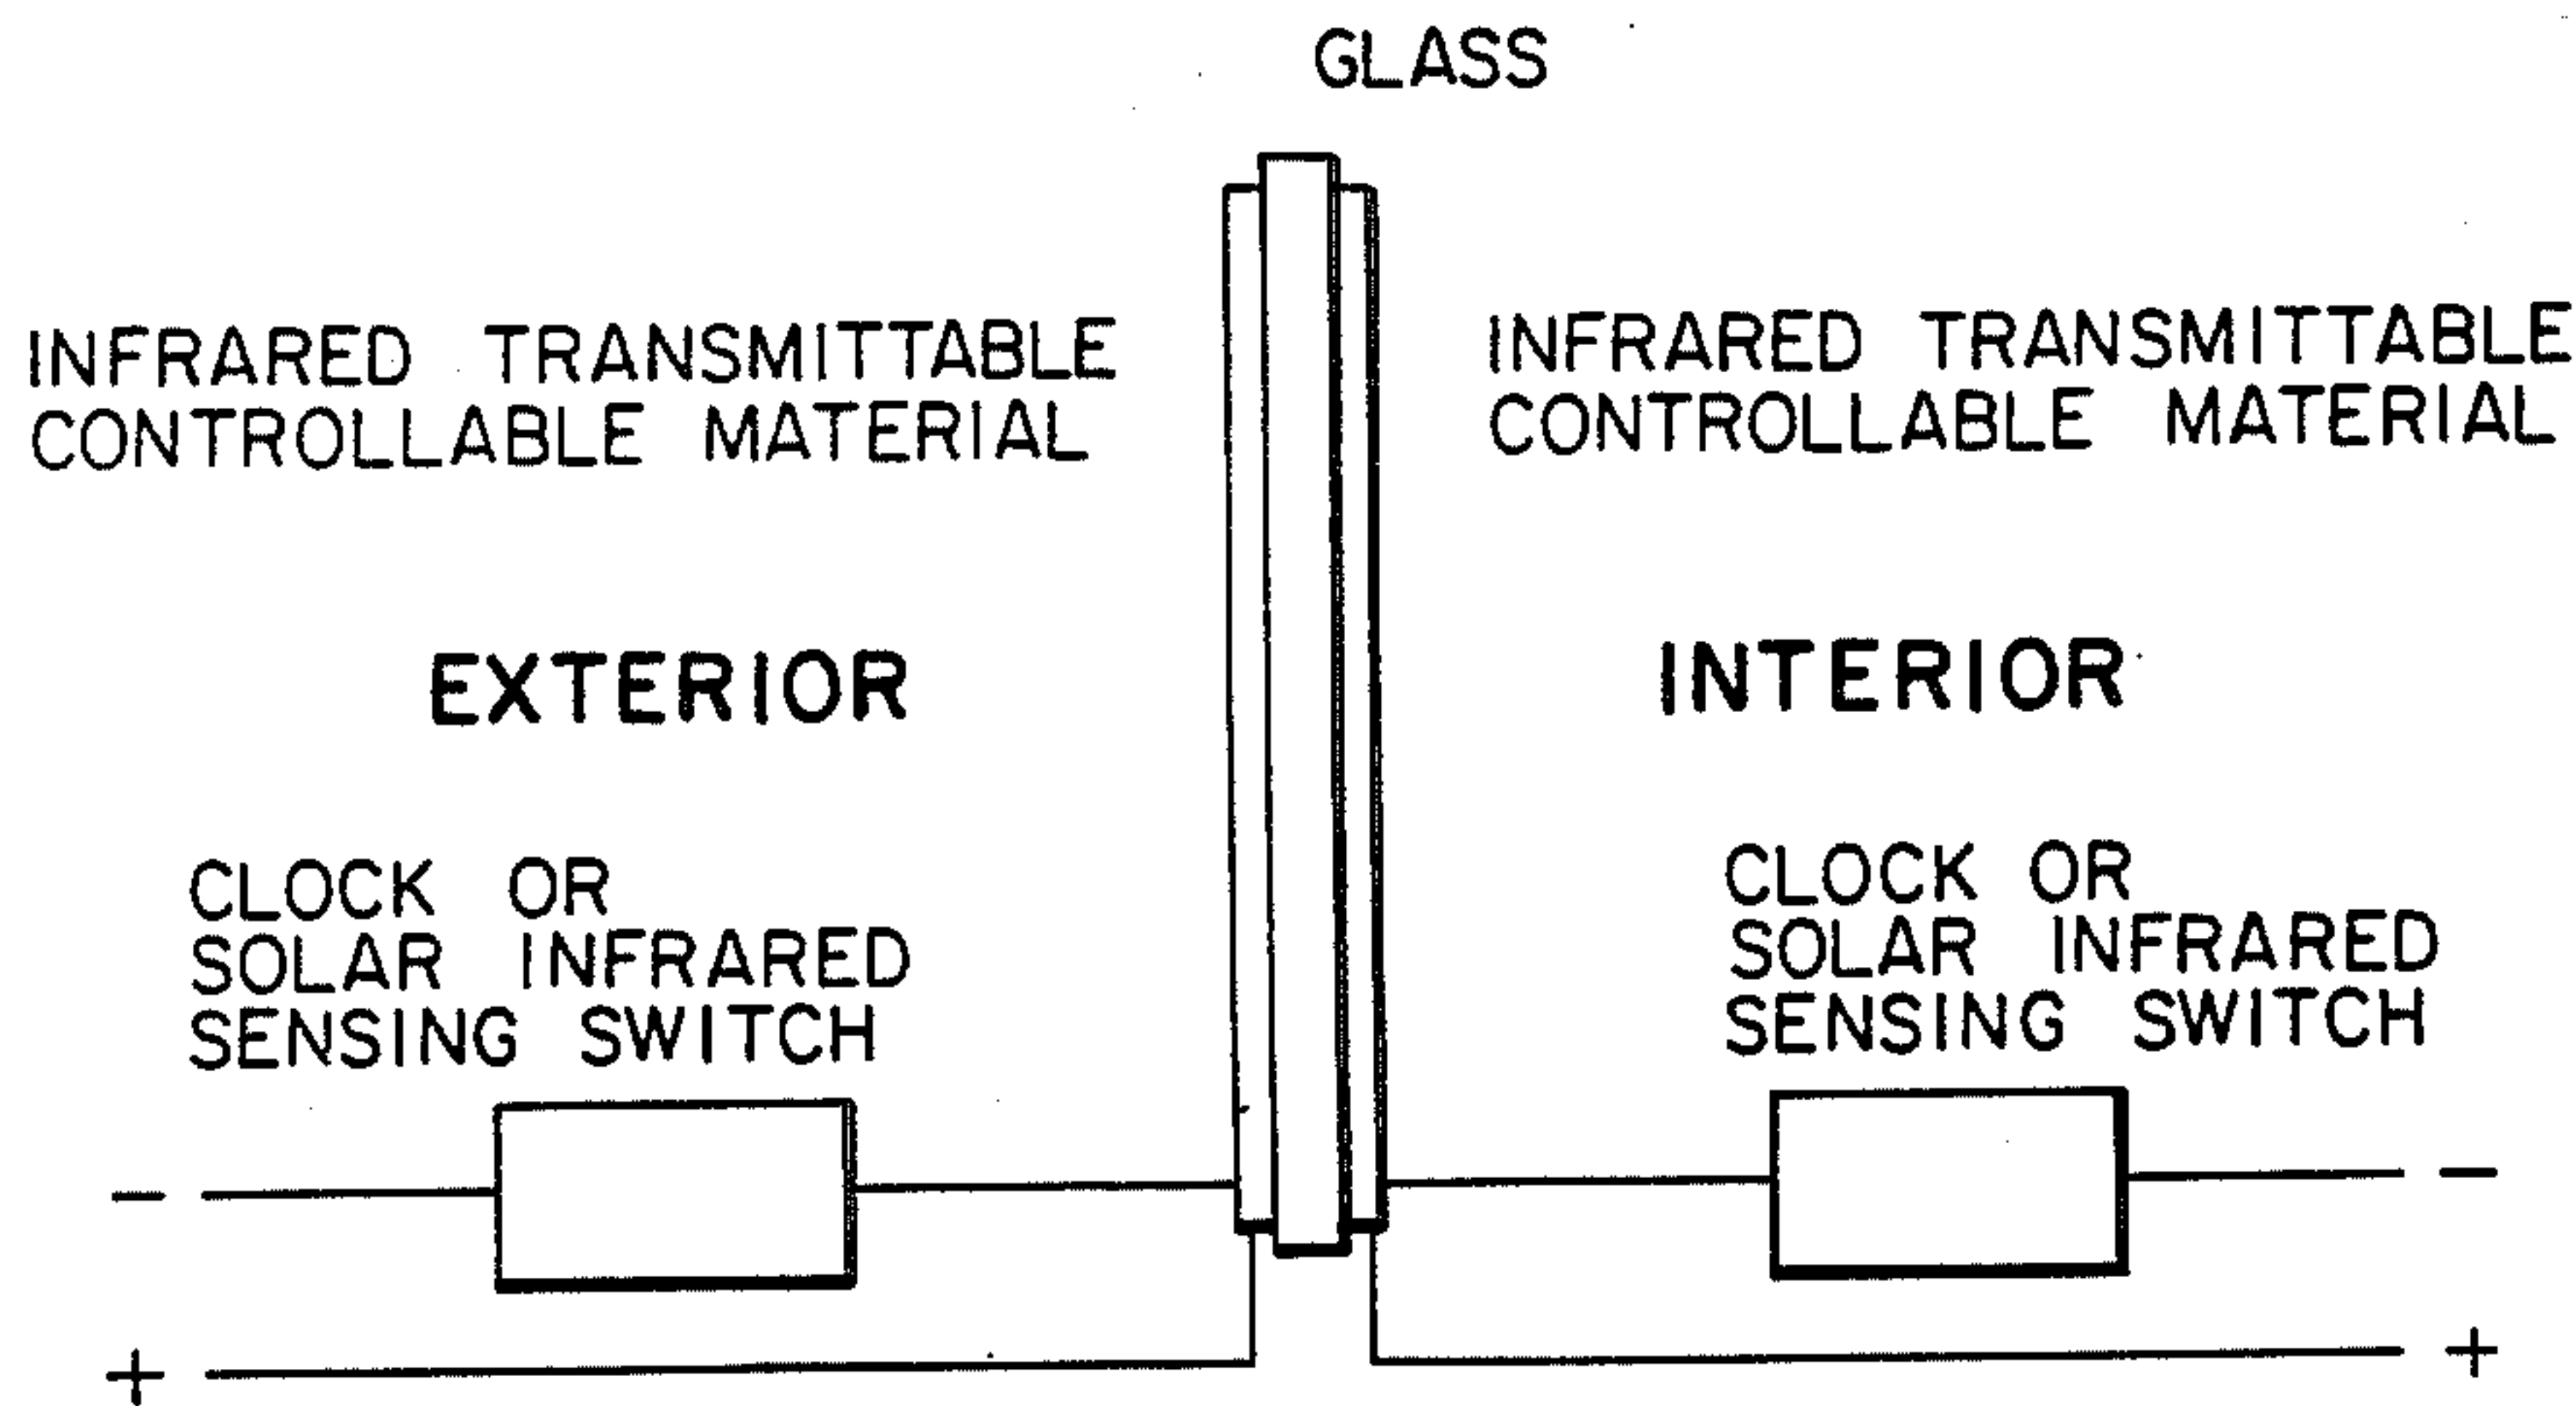 GLASS
INFRARED TRANSMITTABLE
CONTROLLABLE MATERIAL
INFRARED TRANSMITTABLE
CONTROLLABLE MATERIAL
EXTERIOR
INTERIOR
CLOCK OR
SOLAR INFRARED
SENSING SWITCH
CLOCK OR
SOLAR INFRARED
SENSING SWITCH
-
-
+
+